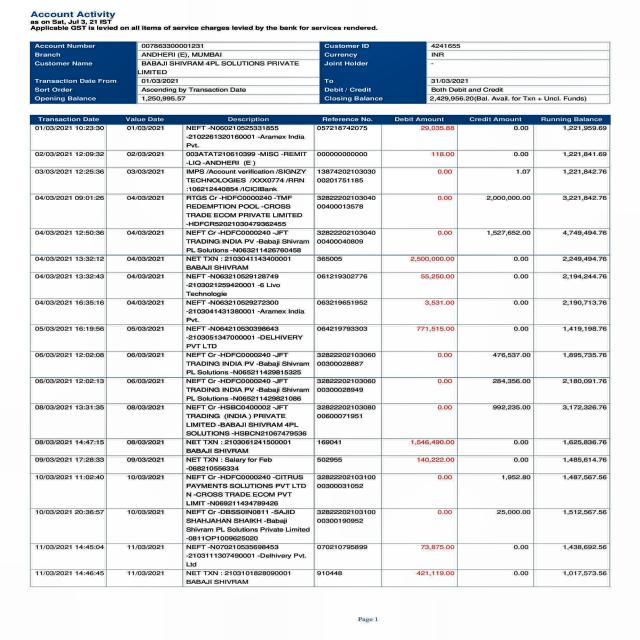 Account Activity
as on Sat, Jul 3, 21 IST
Applicable GST is levied on all items of service charges levied by the bank for services rendered.
Account Number 007863300001231 Customer ID 4241655
Branch ANDHERI (E), MUMBAI Currency INR
Customer Name BABAJI SHIVRAM 4PL SOLUTIONS PRIVATE Joint Holder -
LIMITED
Transaction Date From 01/03/2021 To 31/03/2021
Sort Order Ascending by Transaction Date Debit / Credit Both Debit and Credit
Opening Balance 1,250,995.57 Closing Balance 2,429,956.20(Bal. Avail. for Txn + Uncl. Funds)
Transaction Date Value Date Description Reference No. Debit Amount Credit Amount Running Balance
01/03/2021 10:23:30 01/03/2021 NEFT -N060210525331855 057218742075 29,035.88 0.00 1,221,959.69
-2102261320160001 -Aramex India
Pvt.
02/03/2021 12:09:32 02/03/2021 003ATAT210610399 -MISC -REMIT 000000000000 118.00 0.00 1,221,841.69
-LIQ -ANDHERI (E )
03/03/2021 12:25:36 03/03/2021 IMPS /Account verification /SIGNZY 13874202103030 0.00 1.07 1,221,842.76
TECHNOLOGIES /XXX0774 /RRN 00201751185
:106212440854 /ICICIBank
04/03/2021 09:01:26 04/03/2021 RTGS Cr -HDFC0000240 -TMF 32822202103040 0.00 2,000,000.00 3,221,842.76
REDEMPTION POOL -CROSS 00400013578
TRADE ECOM PRIVATE LIMITED
-HDFCR52021030479362455
04/03/2021 12:50:36 04/03/2021 NEFT Cr -HDFC0000240 -JFT 32822202103040 0.00 1,527,652.00 4,749,494.76
TRADING INDIA PV -Babaji Shivram 00400040809
PL Solutions -N063211426760458
04/03/2021 13:32:12 04/03/2021 NET TXN : 2103041143400001 365005 2,500,000.00 0.00 2,249,494.76
BABAJI SHIVRAM
04/03/2021 13:32:43 04/03/2021 NEFT -N063210529128749 061219302776 55,250.00 0.00 2,194,244.76
-2103021259420001 -6 Livo
Technologie
04/03/2021 16:35:16 04/03/2021 NEFT -N063210529272300 063219651952 3,531.00 0.00 2,190,713.76
-2103041431380001 -Aramex India
Pvt.
05/03/2021 16:19:56 05/03/2021 NEFT -N064210530398643 064219793303 771,515.00 0.00 1,419,198.76
-2103051347000001 -DELHIVERY
PVT LTD
06/03/2021 12:02:08 06/03/2021 NEFT Cr -HDFC0000240 -JFT 32822202103060 0.00 476,537.00 1,895,735.76
TRADING INDIA PV -Babaji Shivram 00300028887
PL Solutions -N065211429815325
06/03/2021 12:02:13 06/03/2021 NEFT Cr -HDFC0000240 -JFT 32822202103060 0.00 284,356.00 2,180,091.76
TRADING INDIA PV -Babaji Shivram 00300028949
PL Solutions -N065211429821086
08/03/2021 13:31:35 08/03/2021 NEFT Cr -HSBC0400002 -JFT 32822202103080 0.00 992,235.00 3,172,326.76
TRADING (INDIA ) PRIVATE 00600071951
LIMITED -BABAJI SHIVRAM 4PL
SOLUTIONS -HSBCN21067479536
08/03/2021 14:47:15 08/03/2021 NET TXN : 2103061241500001 169041 1,546,490.00 0.00 1,625,836.76
BABAJI SHIVRAM
09/03/2021 17:28:33 09/03/2021 NET TXN : Salary for Feb 502955 140,222.00 0.00 1,485,614.76
-068210556334
10/03/2021 11:02:40 10/03/2021 NEFT Cr -HDFC0000240 -CITRUS 32822202103100 0.00 1,952.80 1,487,567.56
PAYMENTS SOLUTIONS PVT LTD 00300031052
N -CROSS TRADE ECOM PVT
LIMIT -N069211434789426
10/03/2021 20:36:57 10/03/2021 NEFT Cr -DBSS0IN0811 -SAJID 32822202103100 0.00 25,000.00 1,512,567.56
SHAHJAHAN SHAIKH -Babaji 00300190952
Shivram PL Solutions Private Limited
-0811OP1009625020
11/03/2021 14:45:04 11/03/2021 NEFT -N070210535698453 070210795899 73,875.00 0.00 1,438,692.56
-2103111307490001 -Delhivery Pvt.
Ltd
11/03/2021 14:46:45 11/03/2021 NET TXN : 2103101828090001 910448 421,119.00 0.00 1,017,573.56
BABAJI SHIVRAM
Page 1